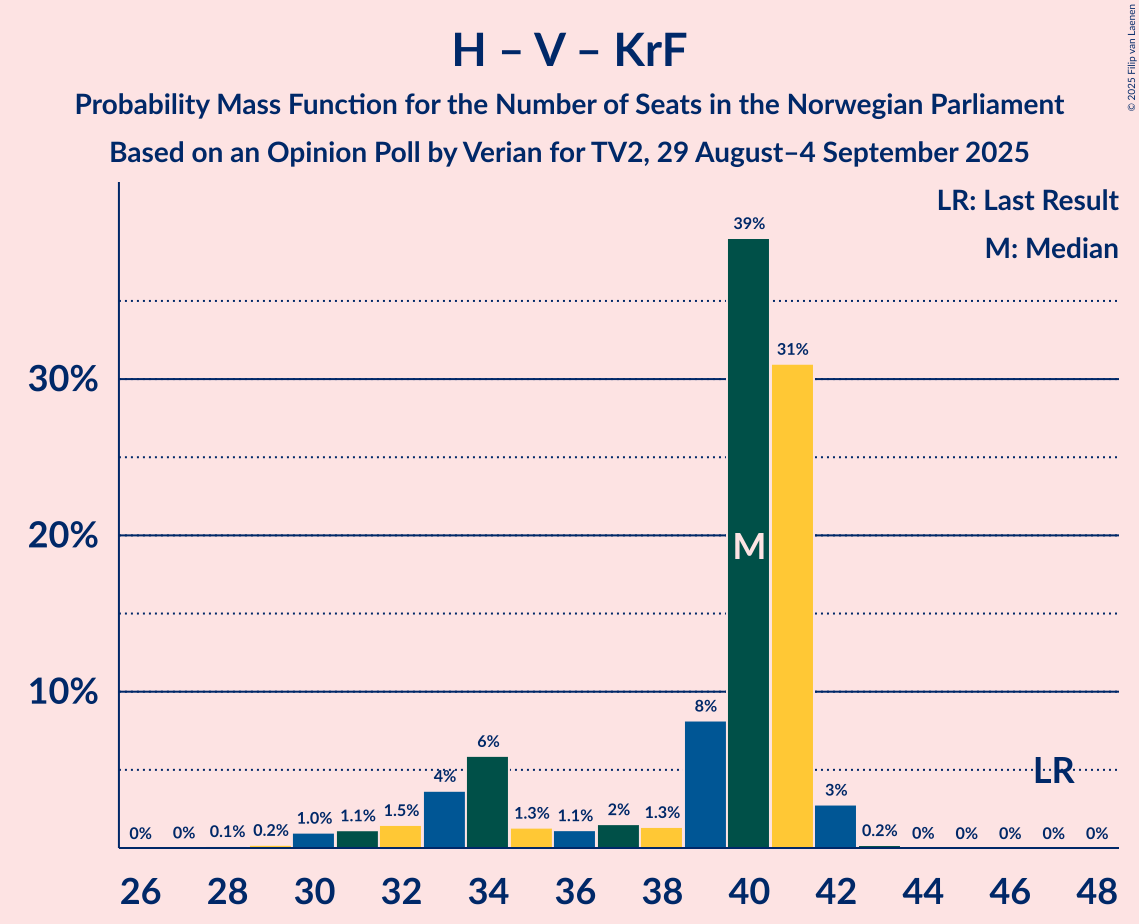 H – V – KrF
Probability Mass Function for the Number of Seats in the Norwegian Parliament
Based on an Opinion Poll by Verian for TV2, 29 August–4 September 2025
© 2025 Filip van Laenen
LR: Last Result
M: Median
39%
31%
30%
20%
M
10%
8%
6%
4%
LR
3%
0% 0% 0.1% 0.2% 1.0% 1.1% 1.5% 1.3% 1.1% 2% 1.3% 0.2% 0% 0% 0% 0% 0%
26 28 30 32 34 36 38 40 42 44 46 48